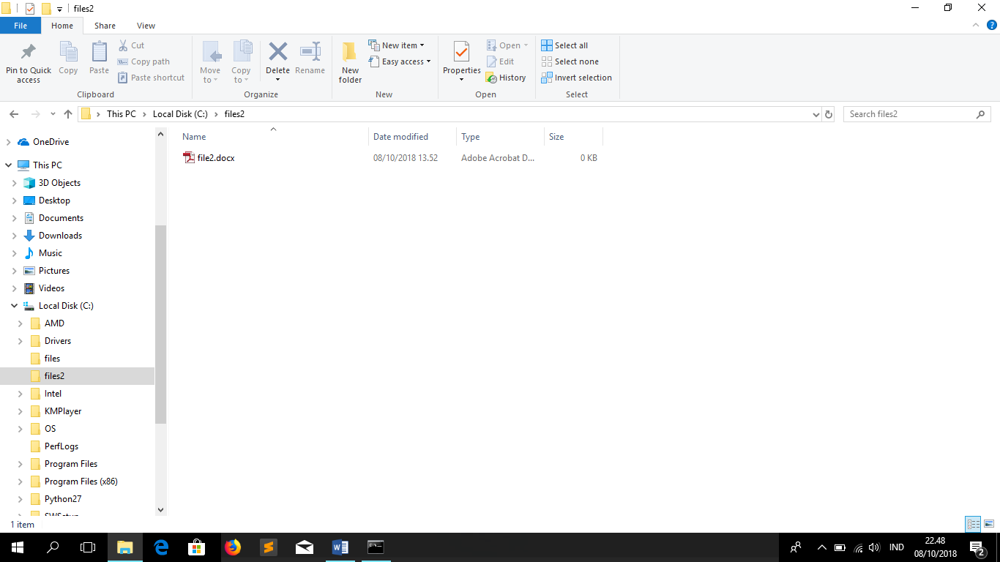 files2
File Home Share View
Pin to Quick access
Copy
Paste
Cut
Copy path
Paste shortcut
Clipboard
Move to
Copy to
Delete
Rename
Organize
New folder
New item
Easy access
New
Properties
Open
Edit
History
Open
Select all
Select none
Invert selection
Select
This PC Local Disk (C:) files2
Search files2
OneDrive
This PC
3D Objects
Desktop
Documents
Downloads
Music
Pictures
Videos
Local Disk (C:)
AMD
Drivers
files
files2
Intel
KMPlayer
OS
PerfLogs
Program Files
Program Files (x86)
Python27
Name Date modified Type Size
file2.docx 08/10/2018 13.52 Adobe Acrobat D... 0 KB
1 item
IND
22.48
08/10/2018
2